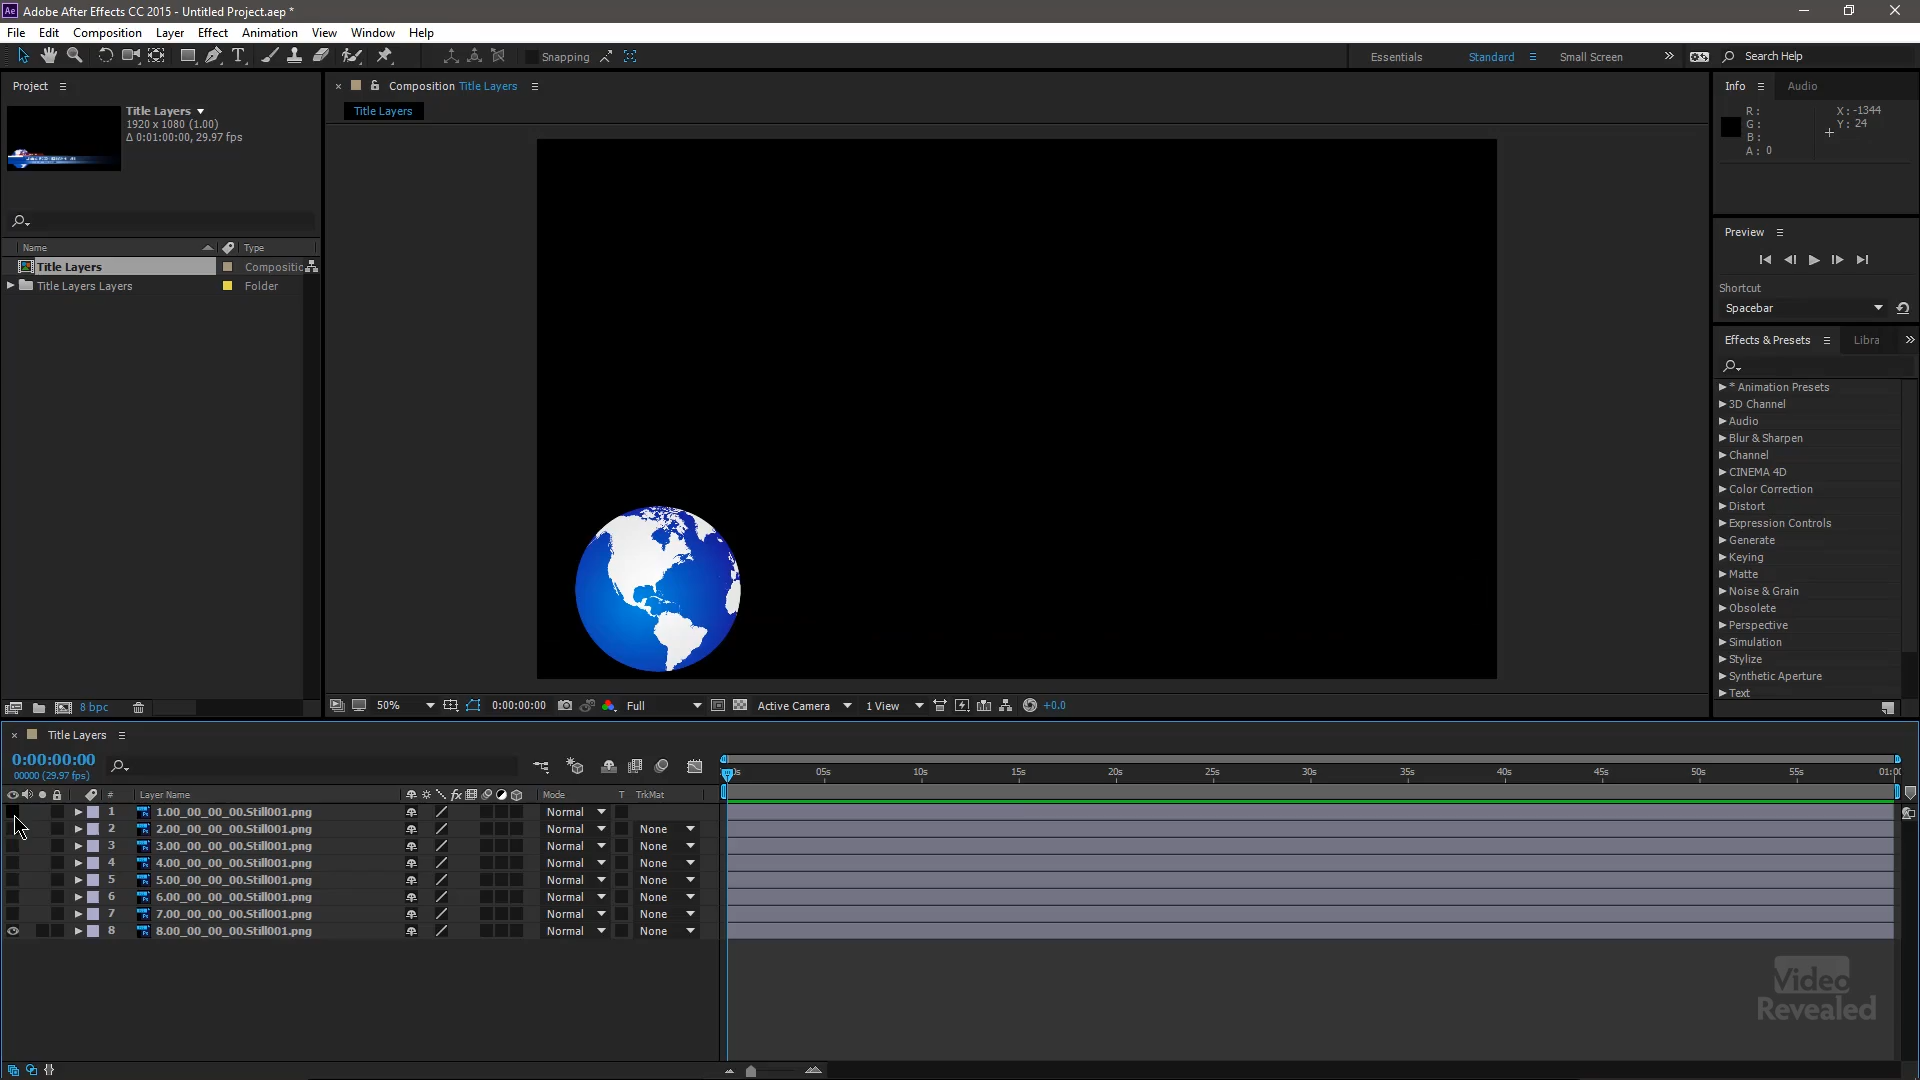 Ae Adobe After Effects CC 2015 - Untitled Project.aep *
File Edit Composition Layer Effect Animation View Window Help
Snapping
Essentials Standard Small Screen Search Help
Project
Title Layers
1920 x 1080 (1.00)
Δ 0:01:00:00, 29.97 fps
Name Type
Title Layers Compositic
Title Layers Layers Folder
8 bpc
Composition Title Layers
Title Layers
50% 0:00:00:00 Full Active Camera 1 View +0.0
Info Audio
R :
G :
B :
A : 0
X : -1344
Y : 24
Preview
Shortcut
Spacebar
Effects & Presets Libra
* Animation Presets
3D Channel
Audio
Blur & Sharpen
Channel
CINEMA 4D
Color Correction
Distort
Expression Controls
Generate
Keying
Matte
Noise & Grain
Obsolete
Perspective
Simulation
Stylize
Synthetic Aperture
Text
Title Layers
0:00:00:00
00000 (29.97 fps)
05s 10s 15s 20s 25s 30s 35s 40s 45s 50s 55s 01:0
# Layer Name fx Mode T TrkMat
1 1.00_00_00_00.Still001.png Normal
2 2.00_00_00_00.Still001.png Normal None
3 3.00_00_00_00.Still001.png Normal None
4 4.00_00_00_00.Still001.png Normal None
5 5.00_00_00_00.Still001.png Normal None
6 6.00_00_00_00.Still001.png Normal None
7 7.00_00_00_00.Still001.png Normal None
8 8.00_00_00_00.Still001.png Normal None
Video
Revealed